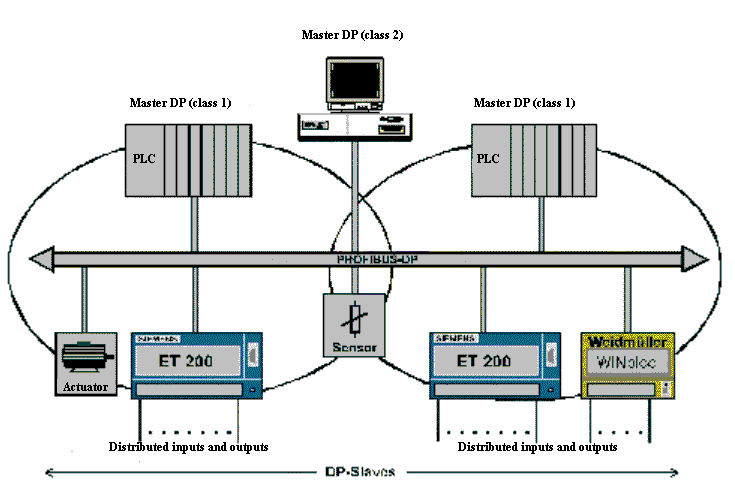 Master DP (class 2)
Master DP (class 1)
Master DP (class 1)
PLC
PLC
PROFIBUS-DP
Sensor
SIEMENS
ET 200
SIEMENS
ET 200
Weidmüller
WINbloc
Actuator
Distributed inputs and outputs
Distributed inputs and outputs
DP-Slaves